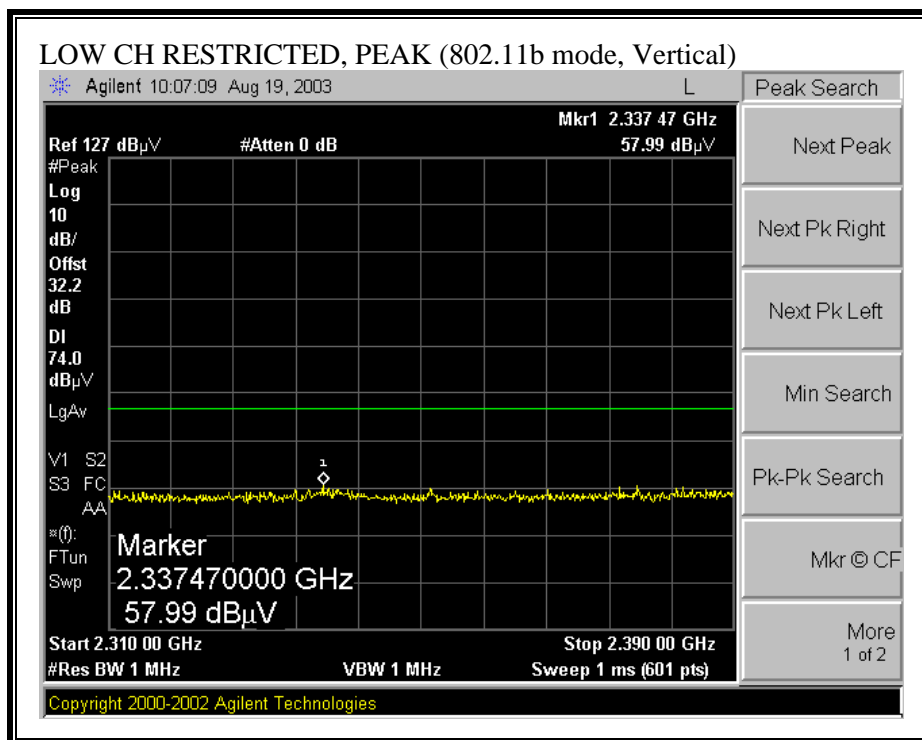 LOW CH RESTRICTED, PEAK (802.11b mode, Vertical)
Agilent 10:07:09 Aug 19, 2003 L
Peak Search
Mkr1 2.337 47 GHz
Ref 127 dBµV #Atten 0 dB 57.99 dBµV
#Peak
Log
10
dB/
Offst
32.2
dB
DI
74.0
dBµV
LgAv
V1 S2
S3 FC
AA
¤(f):
FTun
Swp
1
Marker
2.337470000 GHz
57.99 dBµV
Start 2.310 00 GHz Stop 2.390 00 GHz
#Res BW 1 MHz VBW 1 MHz Sweep 1 ms (601 pts)
Next Peak
Next Pk Right
Next Pk Left
Min Search
Pk-Pk Search
Mkr © CF
More
1 of 2
Copyright 2000-2002 Agilent Technologies